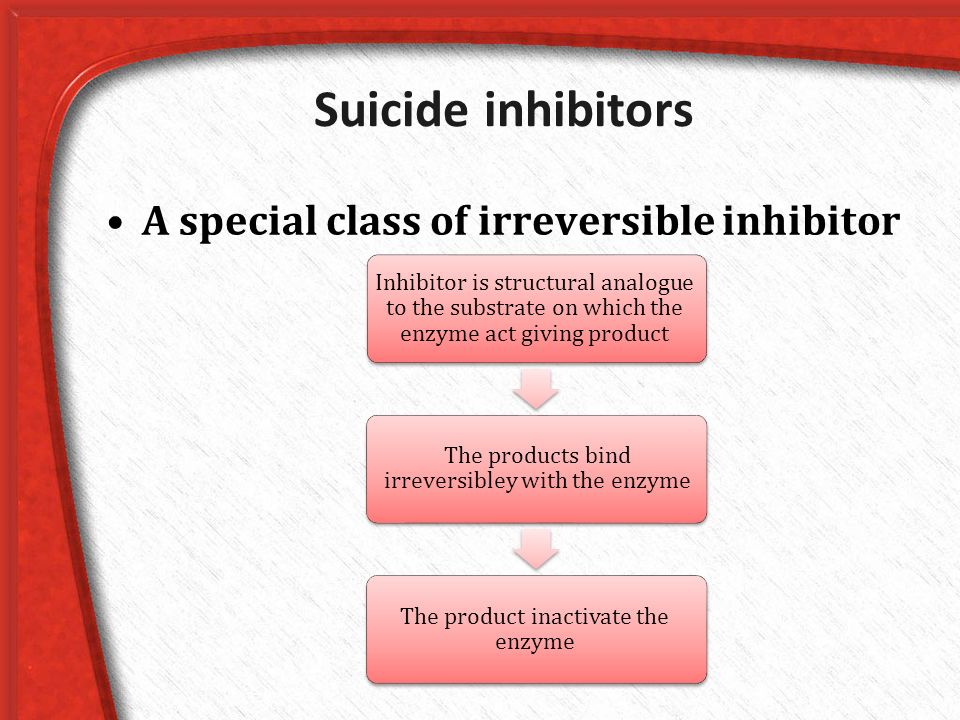 Suicide inhibitors
• A special class of irreversible inhibitor
Inhibitor is structural analogue
to the substrate on which the
enzyme act giving product
The products bind
irreversibley with the enzyme
The product inactivate the
enzyme